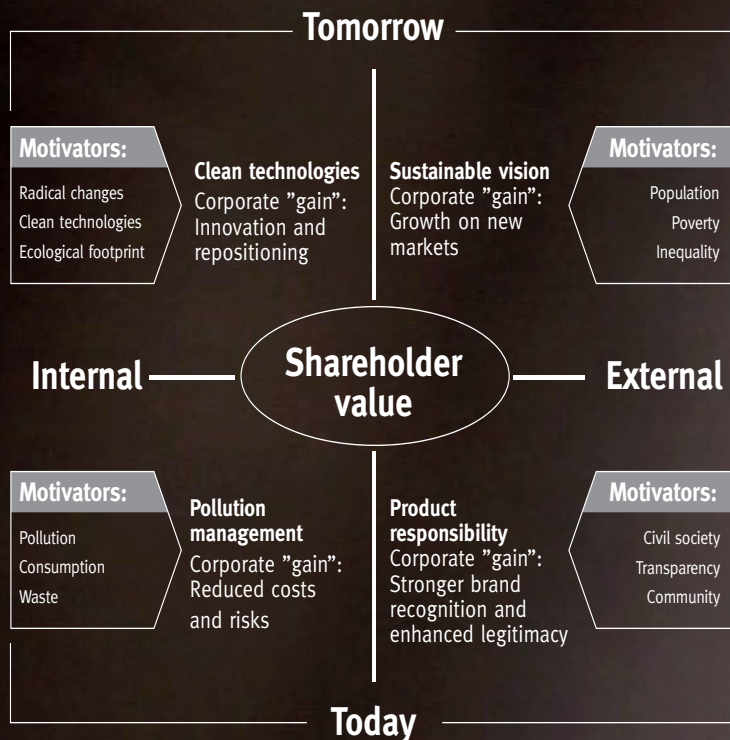 Tomorrow
Motivators:
Radical changes
Clean technologies
Ecological footprint
Clean technologies
Corporate "gain":
Innovation and
repositioning
Sustainable vision
Corporate "gain":
Growth on new
markets
Motivators:
Population
Poverty
Inequality
Internal
Shareholder
value
External
Motivators:
Pollution
Consumption
Waste
Pollution
management
Corporate "gain":
Reduced costs
and risks
Product
responsibility
Corporate "gain":
Stronger brand
recognition and
enhanced legitimacy
Motivators:
Civil society
Transparency
Community
Today